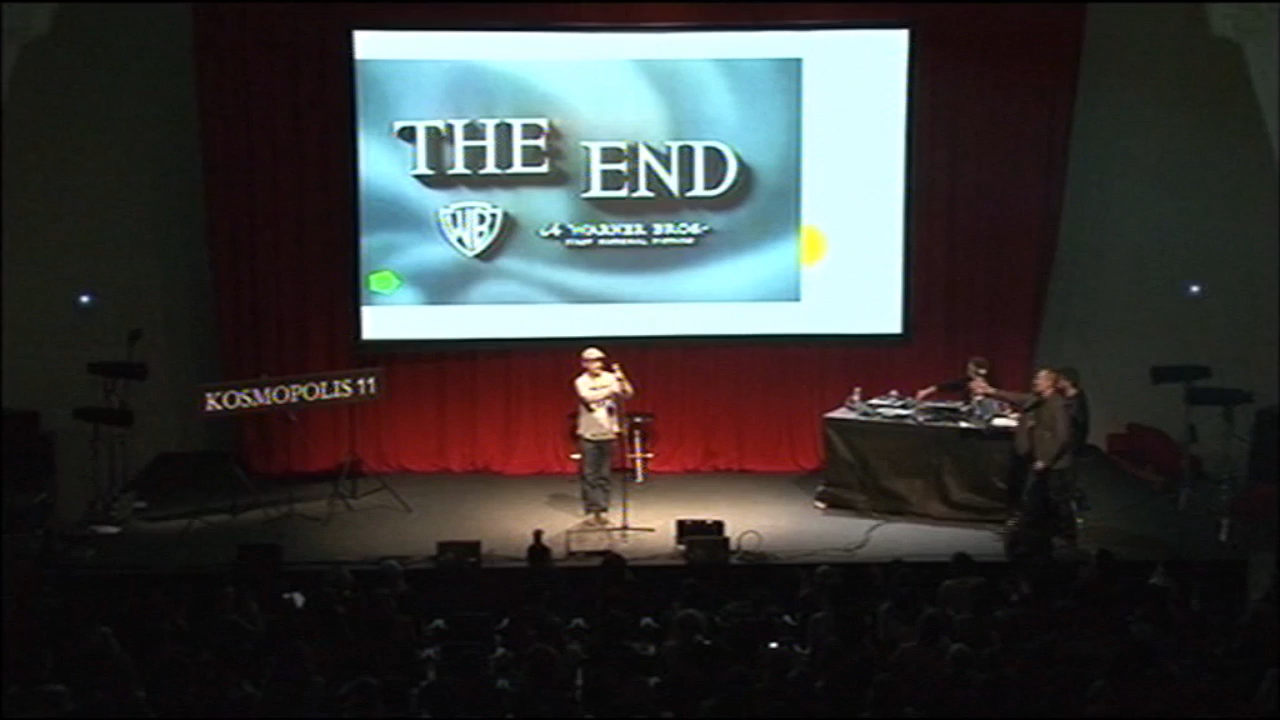 THE END
WB
A WARNER BROS.
KOSMOPOLIS 11